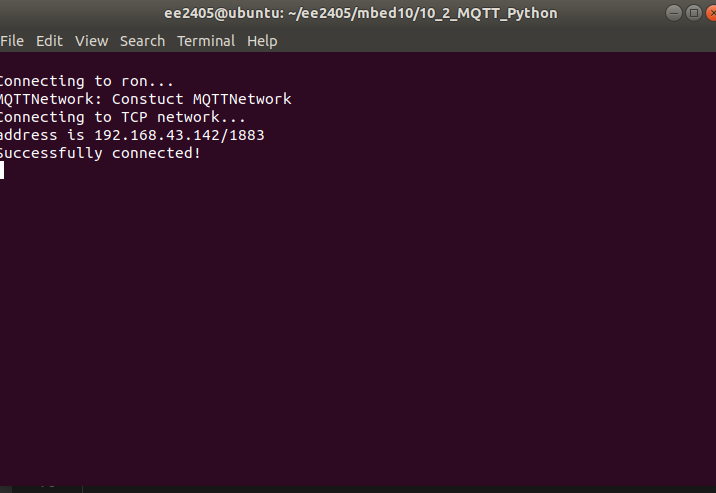 ee2405@ubuntu: ~/ee2405/mbed10/10_2_MQTT_Python
File Edit View Search Terminal Help
Connecting to ron...
MQTTNetwork: Constuct MQTTNetwork
Connecting to TCP network...
address is 192.168.43.142/1883
Successfully connected!